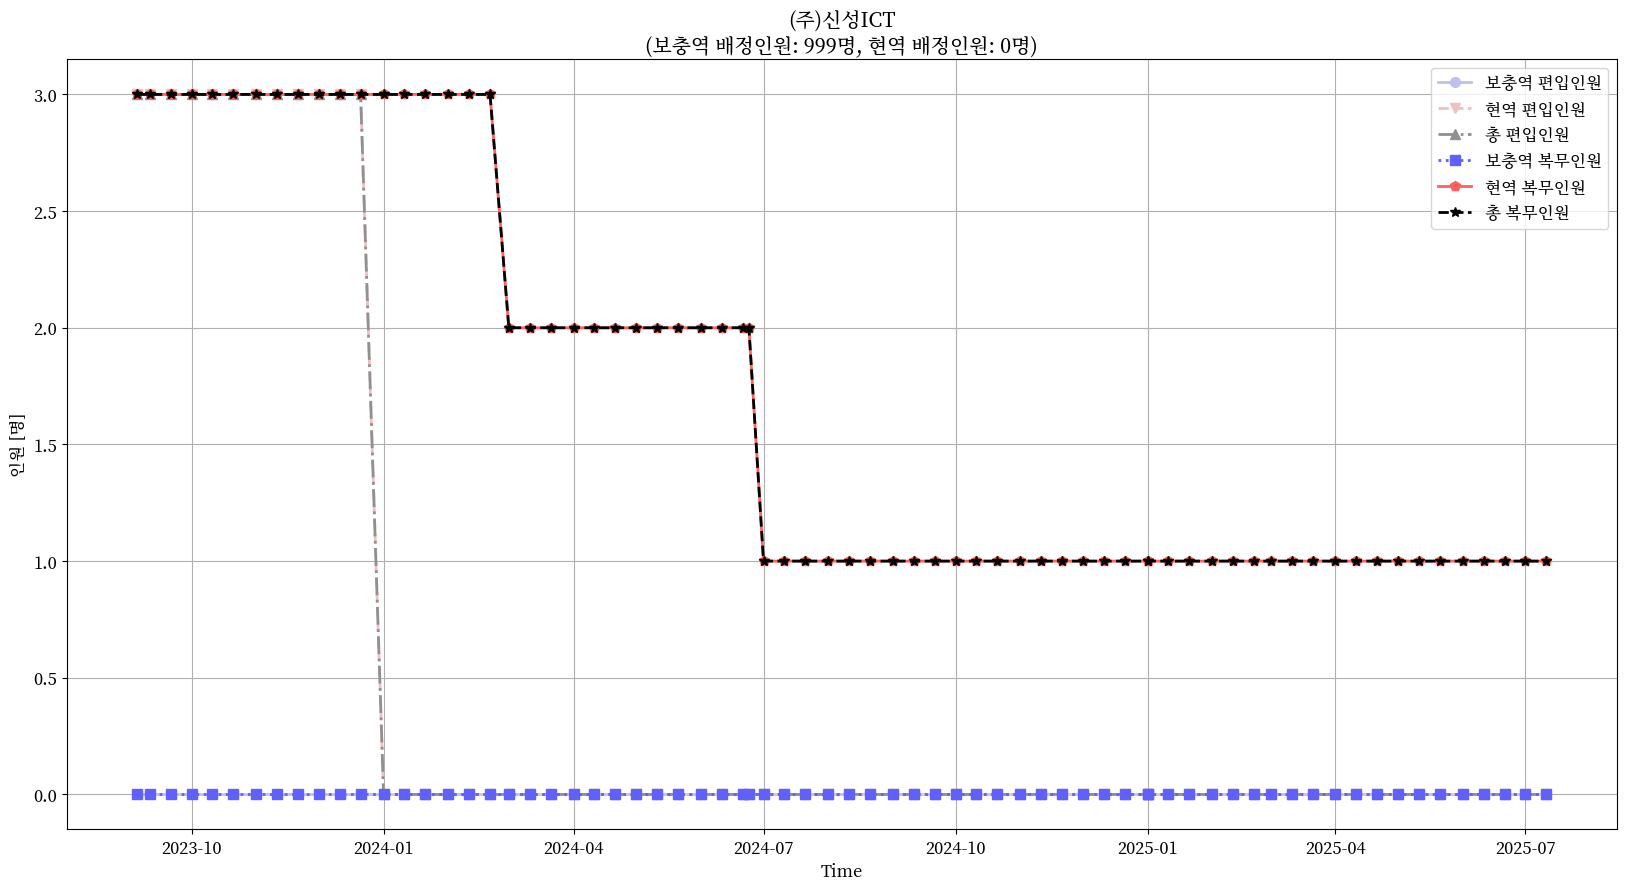 (주)신성ICT
(보충역 배정인원: 999명, 현역 배정인원: 0명)
3.0
2.5
2.0
1.5
1.0
0.5
0.0
인원 [명]
보충역 편입인원
현역 편입인원
총 편입인원
보충역 복무인원
현역 복무인원
총 복무인원
2023-10
2024-01
2024-04
2024-07
2024-10
2025-01
2025-04
2025-07
Time